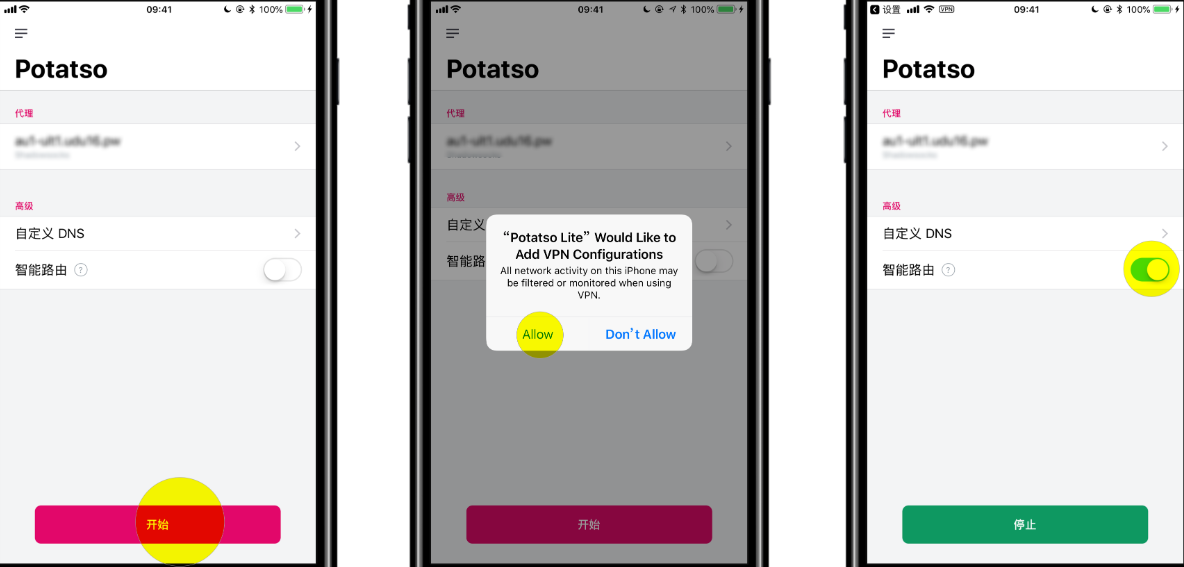 09:41
100%
Potatso
代理
高级
自定义 DNS
智能路由 ?
开始
09:41
100%
Potatso
代理
高级
自定义
智能路
“Potatso Lite” Would Like to
Add VPN Configurations
All network activity on this iPhone may
be filtered or monitored when using
VPN.
Allow
Don't Allow
开始
设置
VPN
09:41
100%
Potatso
代理
高级
自定义 DNS
智能路由 ?
停止